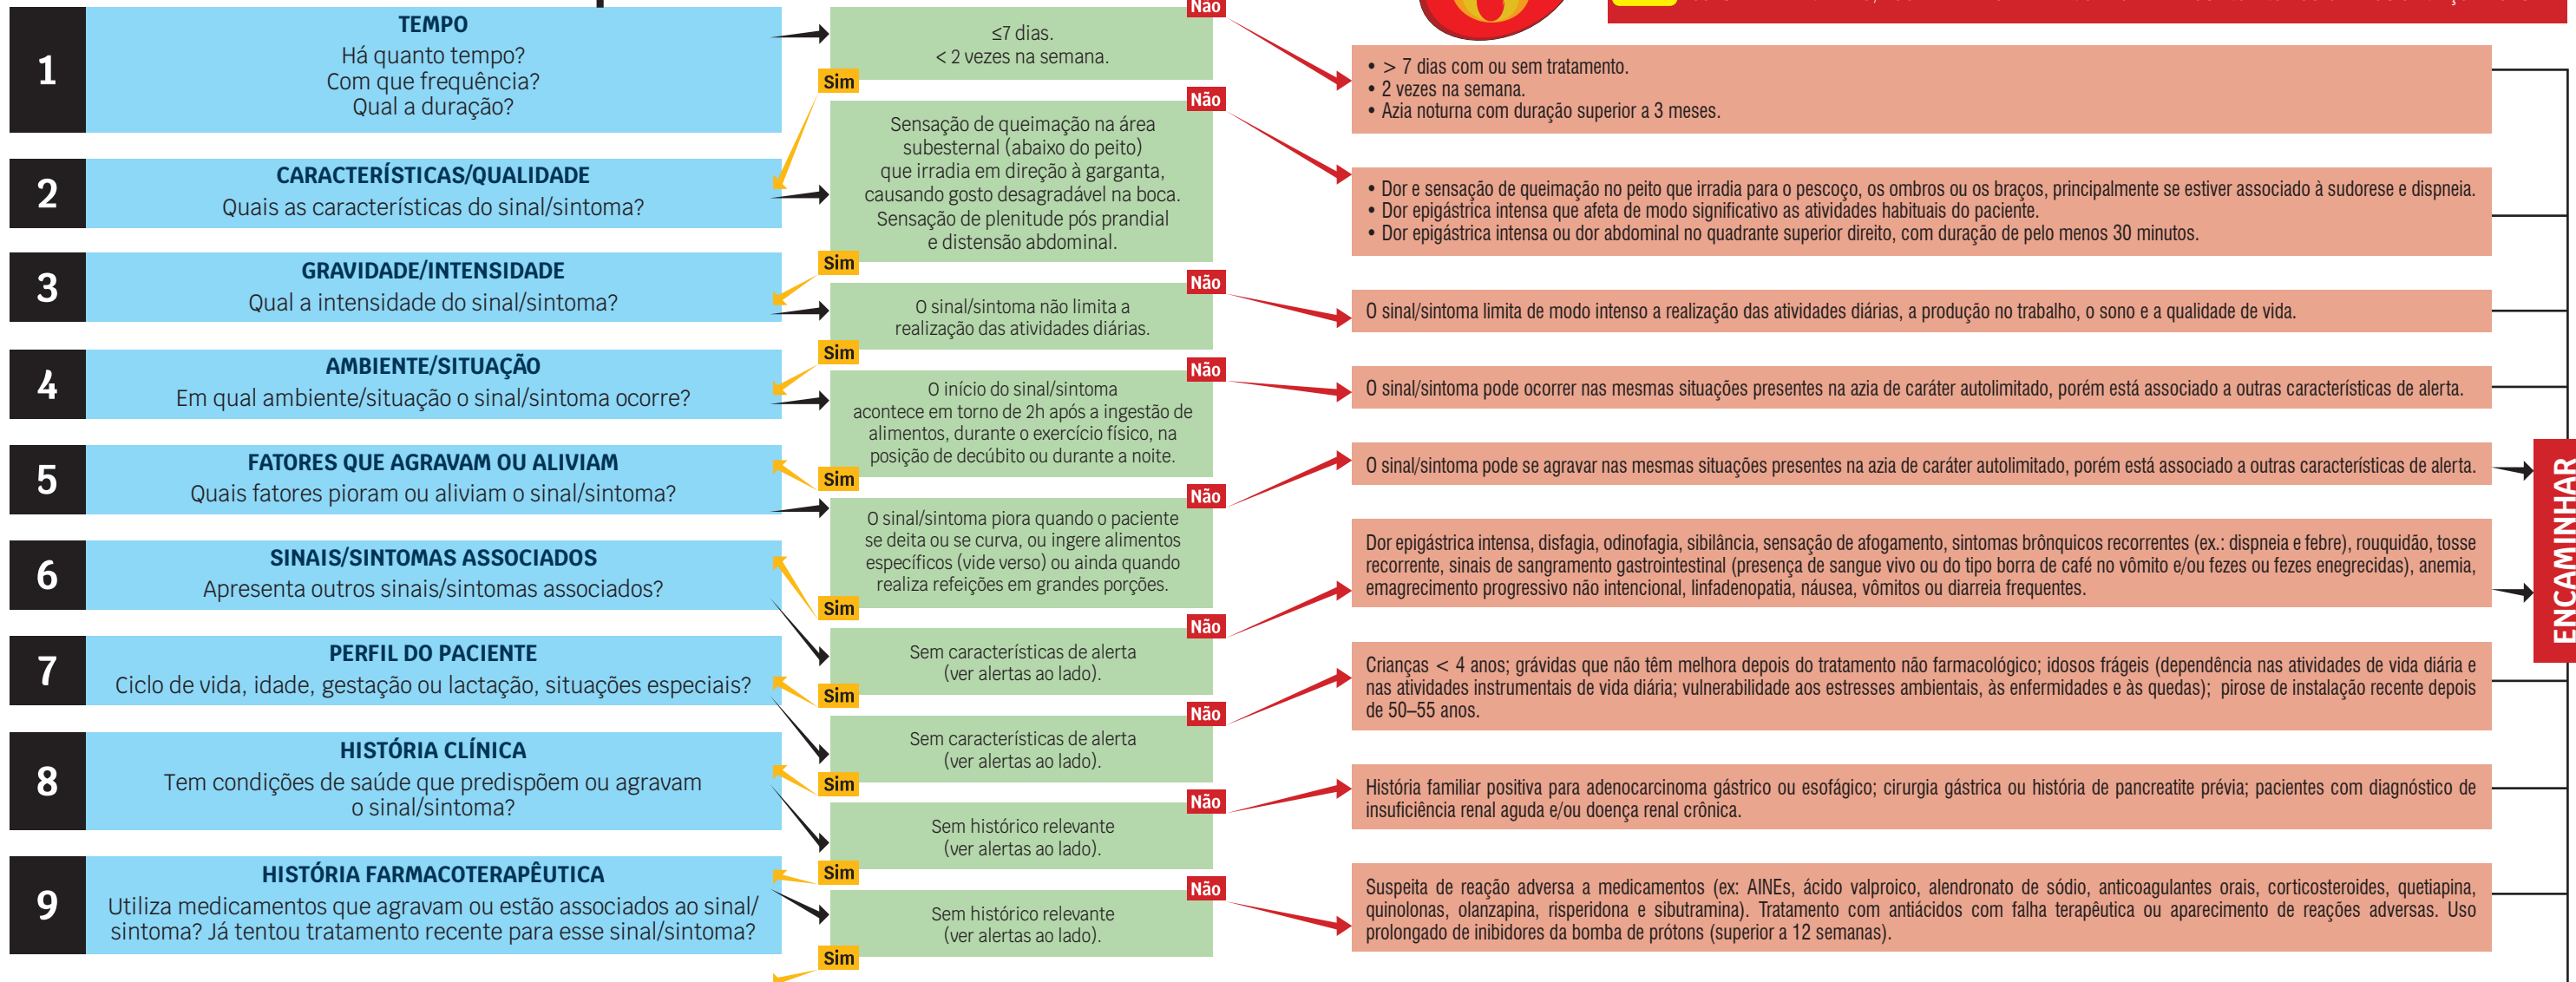 1
TEMPO
Há quanto tempo?
Com que frequência?
Qual a duração?
Não
≤7 dias.
< 2 vezes na semana.
Sim
• > 7 dias com ou sem tratamento.
• 2 vezes na semana.
• Azia noturna com duração superior a 3 meses.
2
CARACTERÍSTICAS/QUALIDADE
Quais as características do sinal/sintoma?
Não
Sensação de queimação na área
subesternal (abaixo do peito)
que irradia em direção à garganta,
causando gosto desagradável na boca.
Sensação de plenitude pós prandial
e distensão abdominal.
Sim
• Dor e sensação de queimação no peito que irradia para o pescoço, os ombros ou os braços, principalmente se estiver associado à sudorese e dispneia.
• Dor epigástrica intensa que afeta de modo significativo as atividades habituais do paciente.
• Dor epigástrica intensa ou dor abdominal no quadrante superior direito, com duração de pelo menos 30 minutos.
3
GRAVIDADE/INTENSIDADE
Qual a intensidade do sinal/sintoma?
Não
O sinal/sintoma não limita a
realização das atividades diárias.
Sim
O sinal/sintoma limita de modo intenso a realização das atividades diárias, a produção no trabalho, o sono e a qualidade de vida.
4
AMBIENTE/SITUAÇÃO
Em qual ambiente/situação o sinal/sintoma ocorre?
Não
O início do sinal/sintoma
acontece em torno de 2h após a ingestão de
alimentos, durante o exercício físico, na
posição de decúbito ou durante a noite.
Sim
O sinal/sintoma pode ocorrer nas mesmas situações presentes na azia de caráter autolimitado, porém está associado a outras características de alerta.
5
FATORES QUE AGRAVAM OU ALIVIAM
Quais fatores pioram ou aliviam o sinal/sintoma?
Não
O sinal/sintoma piora quando o paciente
se deita ou se curva, ou ingere alimentos
específicos (vide verso) ou ainda quando
realiza refeições em grandes porções.
Sim
O sinal/sintoma pode se agravar nas mesmas situações presentes na azia de caráter autolimitado, porém está associado a outras características de alerta.
6
SINAIS/SINTOMAS ASSOCIADOS
Apresenta outros sinais/sintomas associados?
Não
Sem características de alerta
(ver alertas ao lado).
Sim
Dor epigástrica intensa, disfagia, odinofagia, sibilância, sensação de afogamento, sintomas brônquicos recorrentes (ex.: dispneia e febre), rouquidão, tosse
recorrente, sinais de sangramento gastrointestinal (presença de sangue vivo ou do tipo borra de café no vômito e/ou fezes ou fezes enegrecidas), anemia,
emagrecimento progressivo não intencional, linfadenopatia, náusea, vômitos ou diarreia frequentes.
7
PERFIL DO PACIENTE
Ciclo de vida, idade, gestação ou lactação, situações especiais?
Não
Sem características de alerta
(ver alertas ao lado).
Sim
Crianças < 4 anos; grávidas que não têm melhora depois do tratamento não farmacológico; idosos frágeis (dependência nas atividades de vida diária e
nas atividades instrumentais de vida diária; vulnerabilidade aos estresses ambientais, às enfermidades e às quedas); pirose de instalação recente depois
de 50–55 anos.
8
HISTÓRIA CLÍNICA
Tem condições de saúde que predispõem ou agravam
o sinal/sintoma?
Não
Sem histórico relevante
(ver alertas ao lado).
Sim
História familiar positiva para adenocarcinoma gástrico ou esofágico; cirurgia gástrica ou história de pancreatite prévia; pacientes com diagnóstico de
insuficiência renal aguda e/ou doença renal crônica.
9
HISTÓRIA FARMACOTERAPÊUTICA
Utiliza medicamentos que agravam ou estão associados ao sinal/
sintoma? Já tentou tratamento recente para esse sinal/sintoma?
Não
Sem histórico relevante
(ver alertas ao lado).
Sim
Suspeita de reação adversa a medicamentos (ex: AINEs, ácido valproico, alendronato de sódio, anticoagulantes orais, corticosteroides, quetiapina,
quinolonas, olanzapina, risperidona e sibutramina). Tratamento com antiácidos com falha terapêutica ou aparecimento de reações adversas. Uso
prolongado de inibidores da bomba de prótons (superior a 12 semanas).
ENCAMINHAR